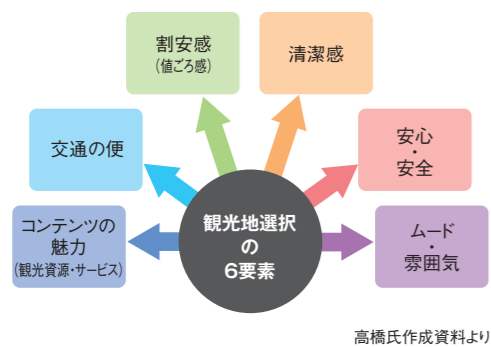 割安感
(値ごろ感)
清潔感
交通の便
安心
・
安全
コンテンツの
魅力
(観光資源・サービス)
観光地選択
の
6要素
ムード
・
雰囲気
高橋氏作成資料より